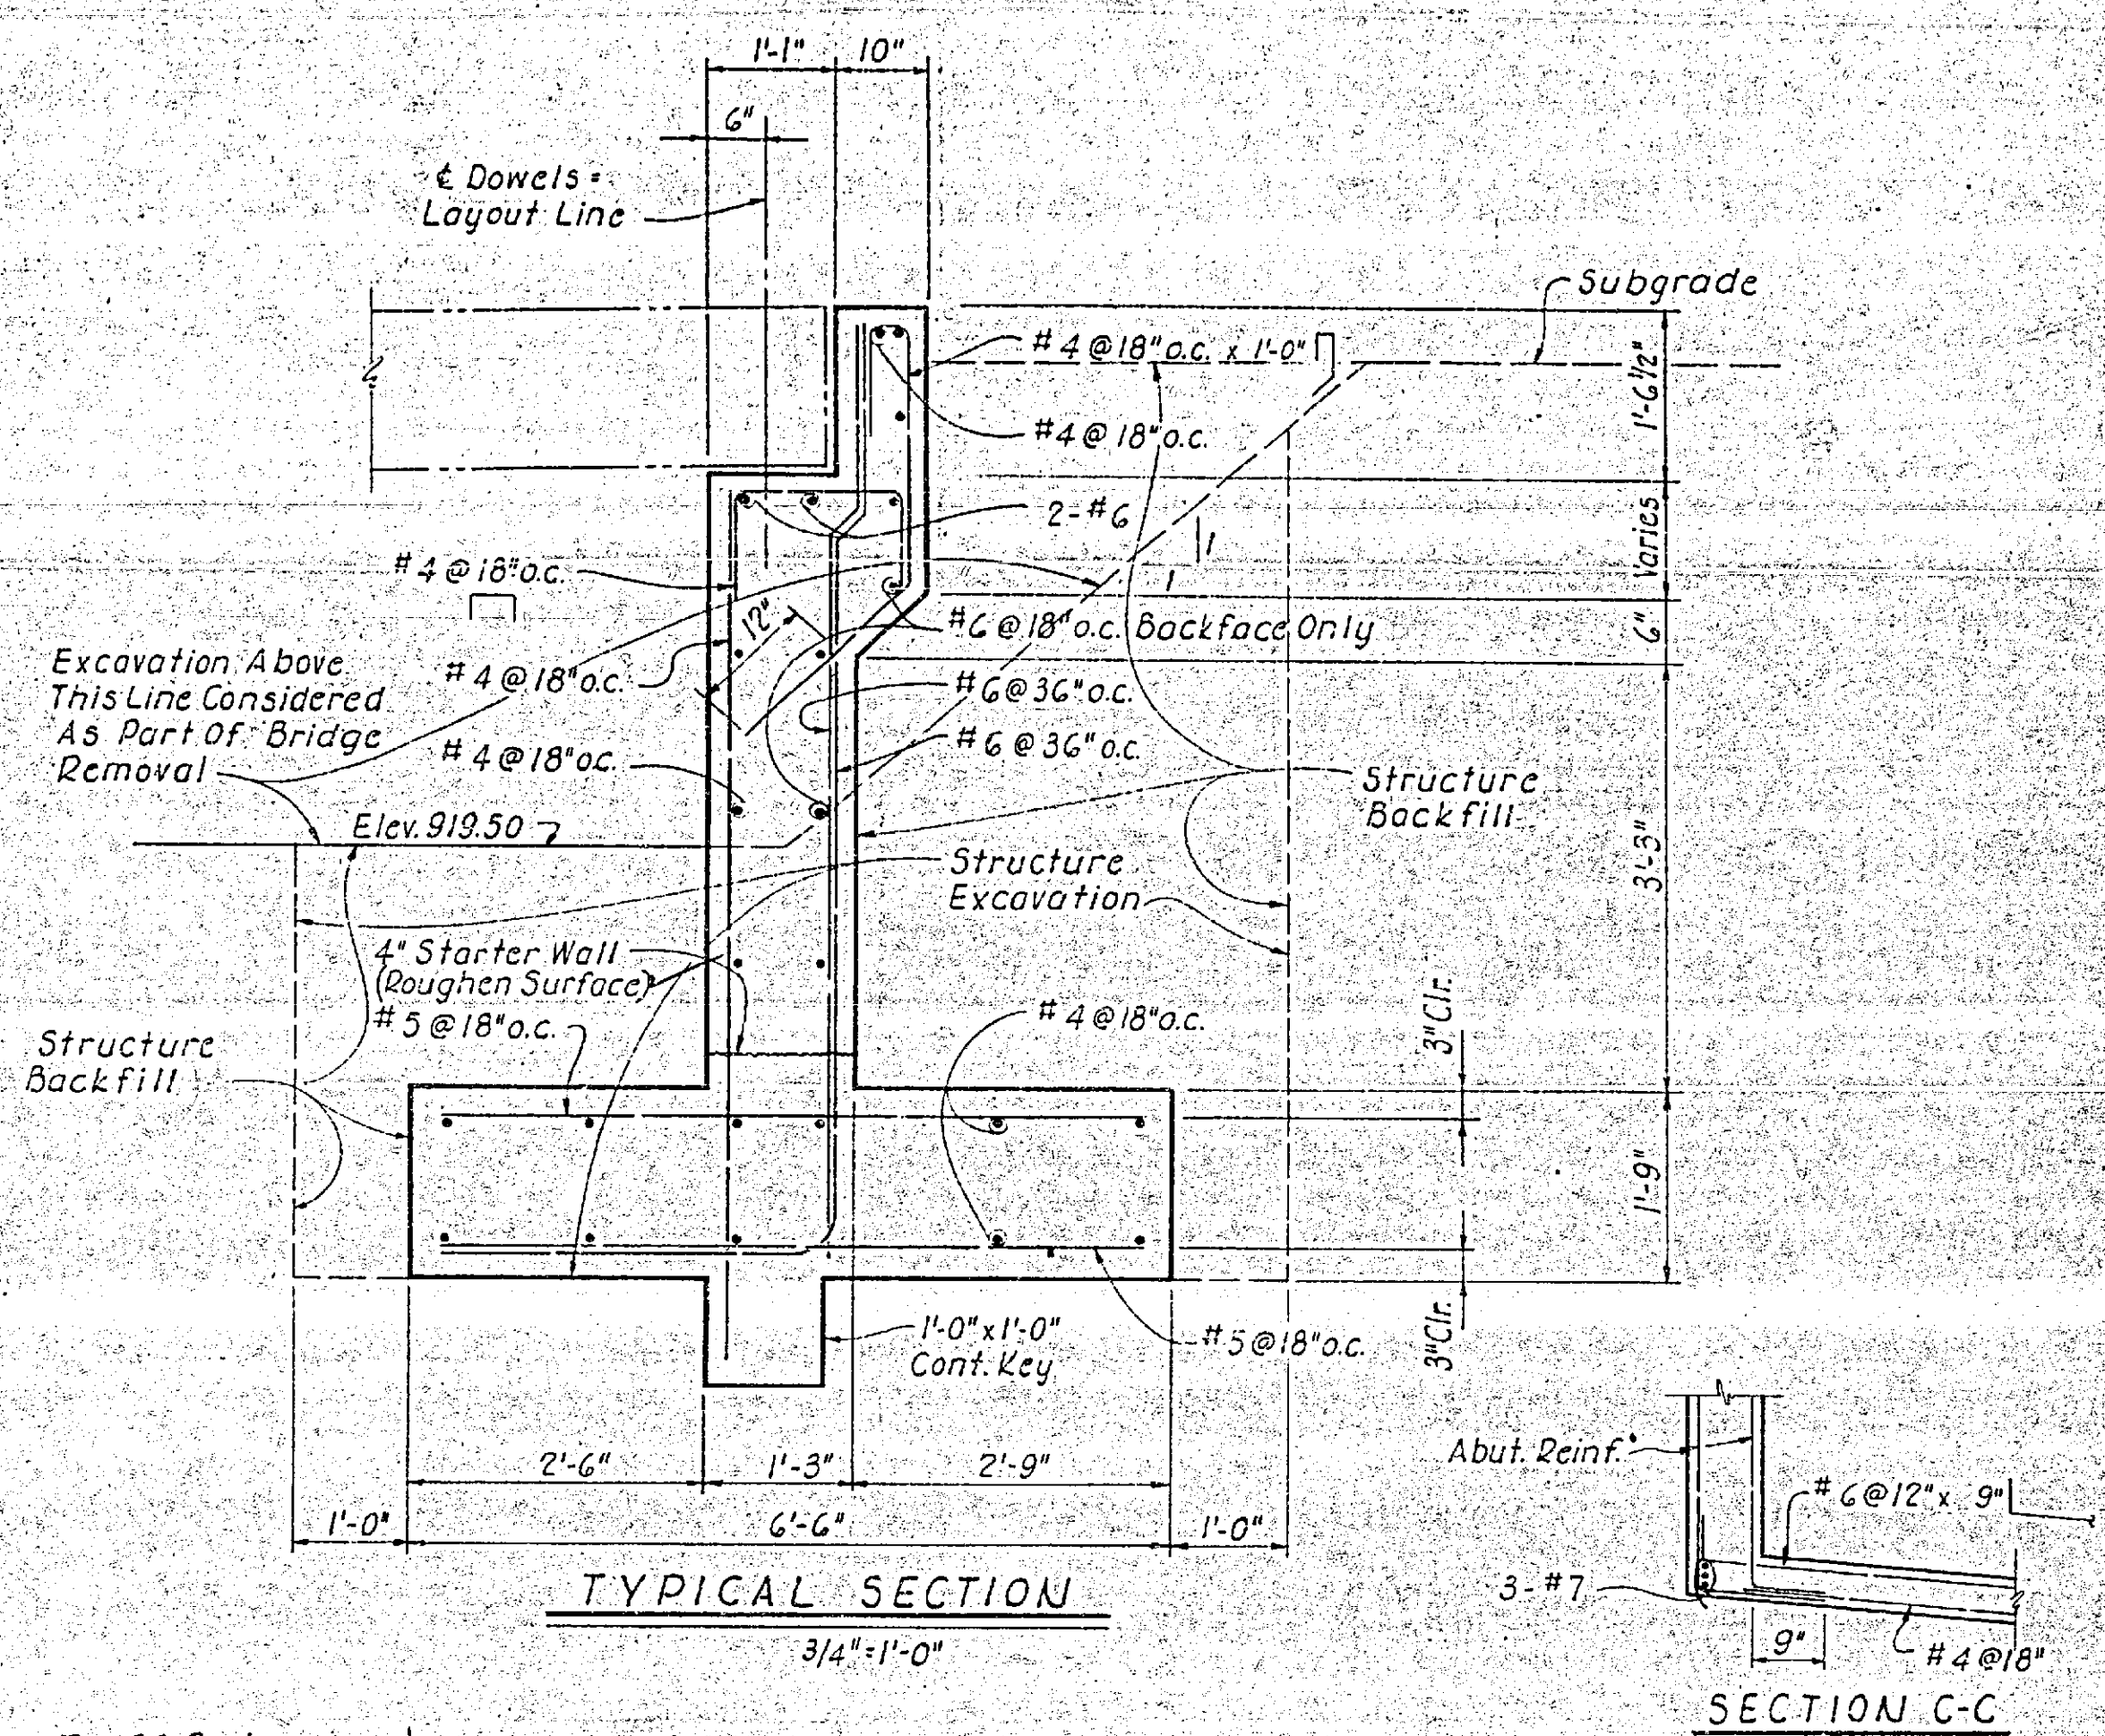 1'-1"
10"
6"
℄ Dowels =
Layout Line
Subgrade
#4@18"o.c. x 1'-0"
1'-6 1/2"
#4@18"o.c.
2-#6
Varies
1
1
#4@18"o.c.
12"
#6@18"o.c. Backface Only
6"
Excavation Above
This Line Considered
As Part Of Bridge
Removal
#4@18"o.c.
#6@36"o.c.
#4@18"o.c.
#6@36"o.c.
Structure
Backfill
Elev. 919.50
3'-3"
Structure
Excavation
4" Starter Wall
(Roughen Surface)
#5@18"o.c.
#4@18"o.c.
3"Clr.
Structure
Backfill
1'-9"
1'-0"x1'-0"
Cont. Key
#5@18"o.c.
3"Clr.
2'-6"
1'-3"
2'-9"
1'-0"
6'-6"
1'-0"
TYPICAL SECTION
3/4"=1'-0"
Abut. Reinf.
#6@12"x 9"
3-#7
9"
#4@18"
SECTION C-C